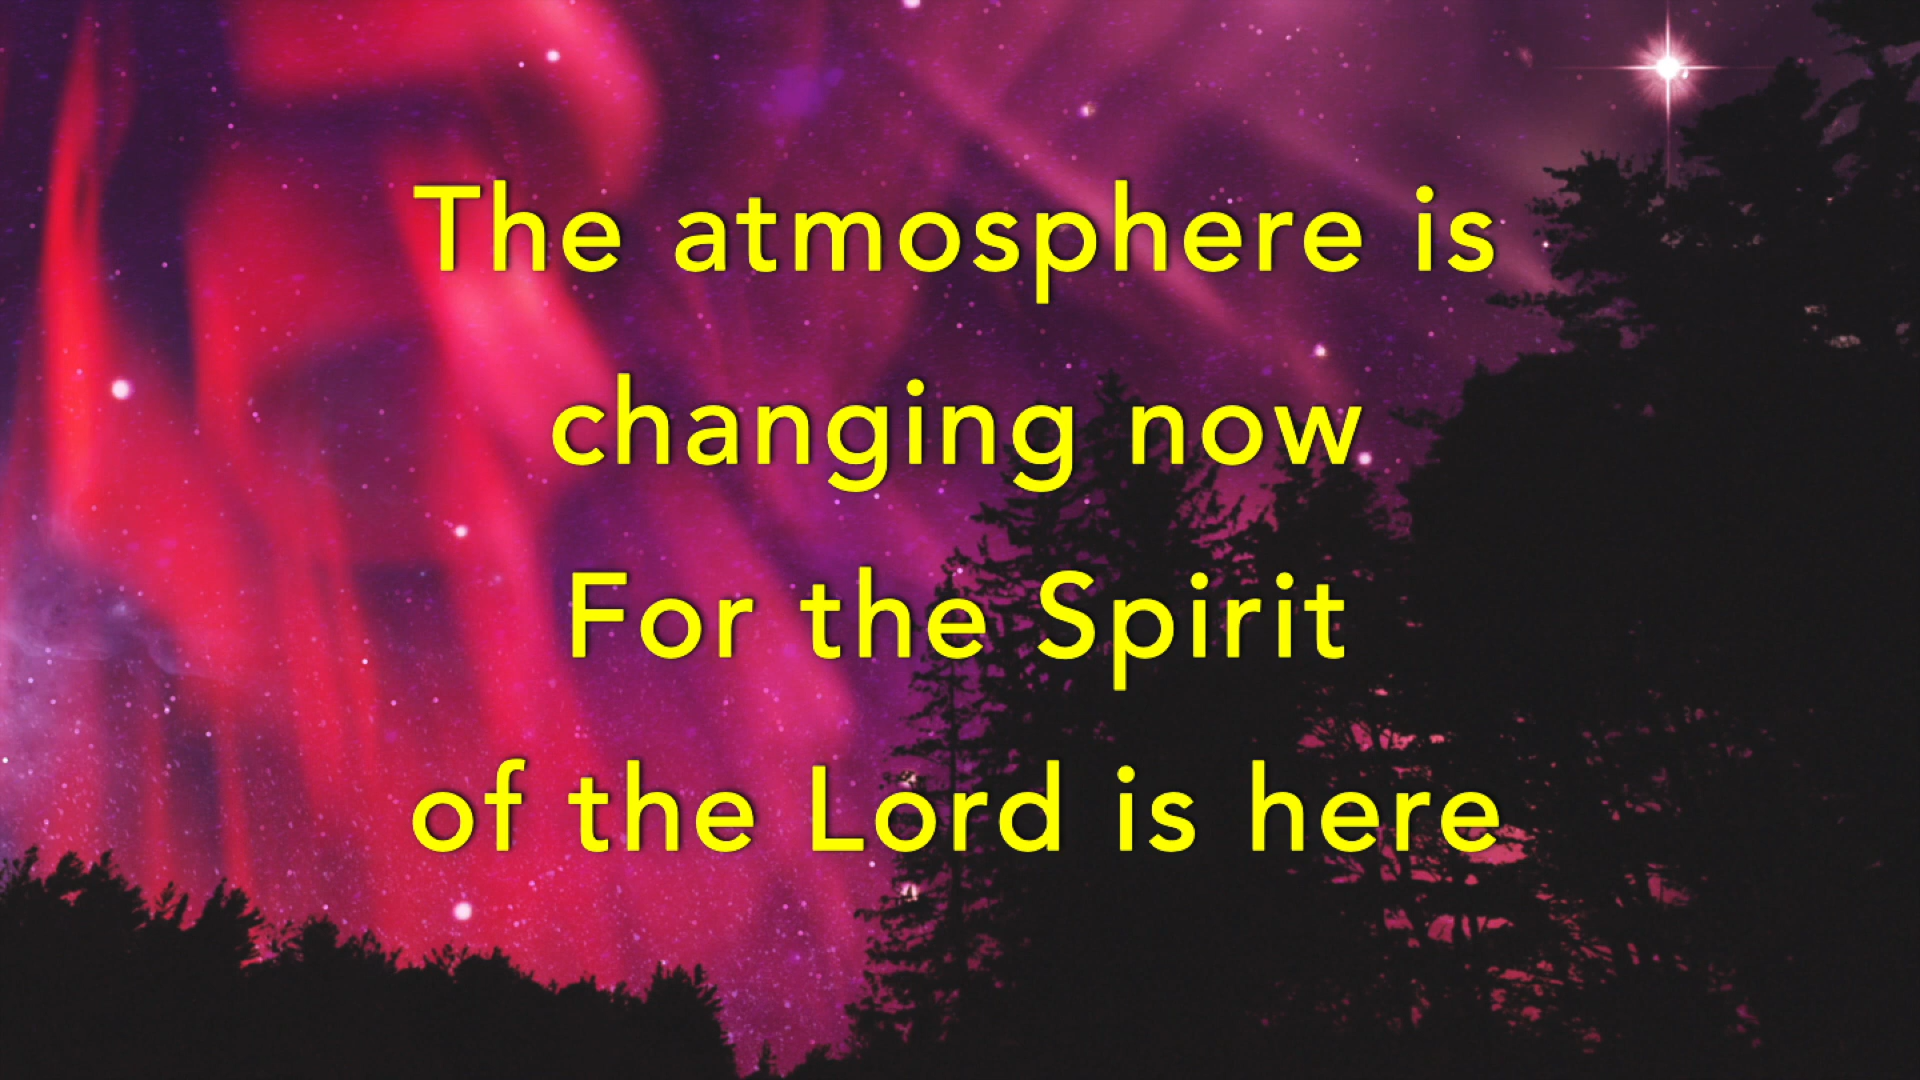 The atmosphere is
changing now
For the Spirit
of the Lord is here